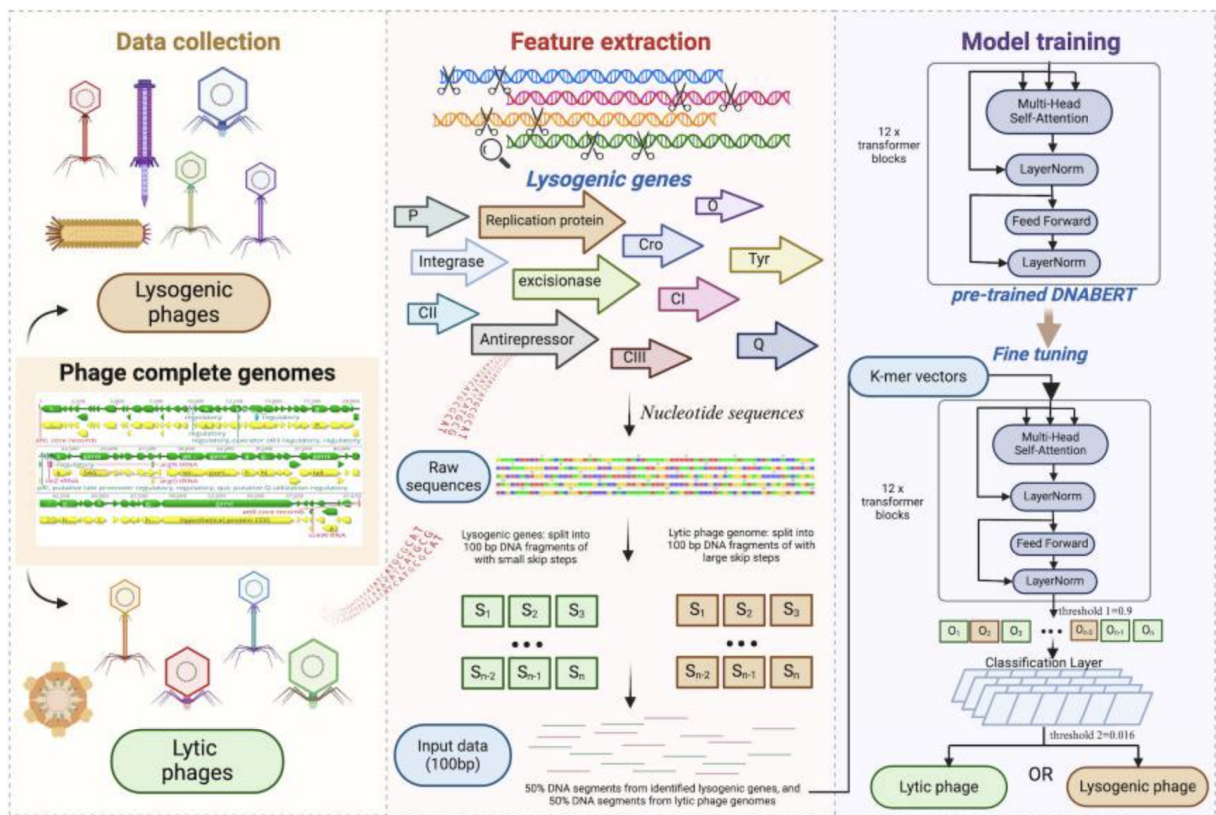 Data collection
Lysogenic
phages
Phage complete genomes
regulatory
regulatory
Lytic
phages
Feature extraction
Lysogenic genes
P
Replication protein
O
Integrase
Cro
Tyr
excisionase
CII
CI
Antirepressor
CIII
Q
Nucleotide sequences
Raw
sequences
Lysogenic genes: split into
100 bp DNA fragments of
with small skip steps
Lytic phage genome: split into
100 bp DNA fragments of with
large skip steps
S1 S2 S3
Sn-2 Sn-1 Sn
S1 S2 S3
Sn-2 Sn-1 Sn
Input data
(100bp)
50% DNA segments from identified lysogenic genes, and
50% DNA segments from lytic phage genomes
Model training
12 x
transformer
blocks
Multi-Head
Self-Attention
LayerNorm
Feed Forward
LayerNorm
pre-trained DNABERT
Fine tuning
K-mer vectors
12 x
transformer
blocks
Multi-Head
Self-Attention
LayerNorm
Feed Forward
LayerNorm
threshold 1=0.9
O1 O2 O3 ••• On-2 On-1 On
Classification Layer
threshold 2=0.016
Lytic phage
OR
Lysogenic phage